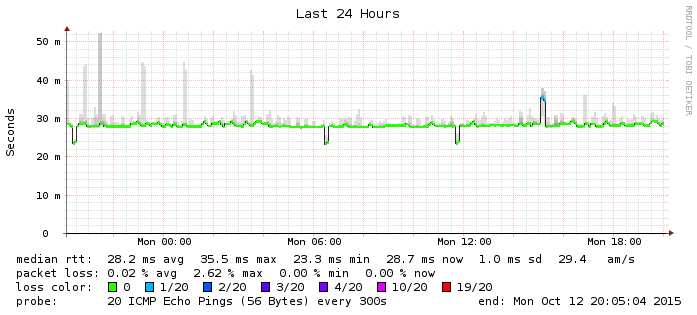 Last 24 Hours
RRDTOOL / TOBI OETIKER
Seconds
50 m
40 m
30 m
20 m
10 m
0
Mon 00:00 Mon 06:00 Mon 12:00 Mon 18:00
median rtt: 28.2 ms avg 35.5 ms max 23.3 ms min 28.7 ms now 1.0 ms sd 29.4 am/s
packet loss: 0.02 % avg 2.62 % max 0.00 % min 0.00 % now
loss color: 0 1/20 2/20 3/20 4/20 10/20 19/20
probe: 20 ICMP Echo Pings (56 Bytes) every 300s end: Mon Oct 12 20:05:04 2015